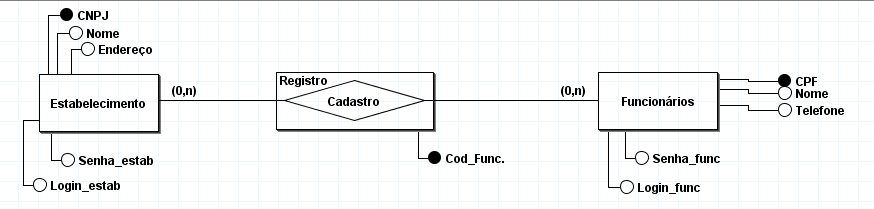 CNPJ
Nome
Endereço
Estabelecimento
Senha_estab
Login_estab
(0,n)
Registro
Cadastro
Cod_Func.
(0,n)
Funcionários
CPF
Nome
Telefone
Senha_func
Login_func